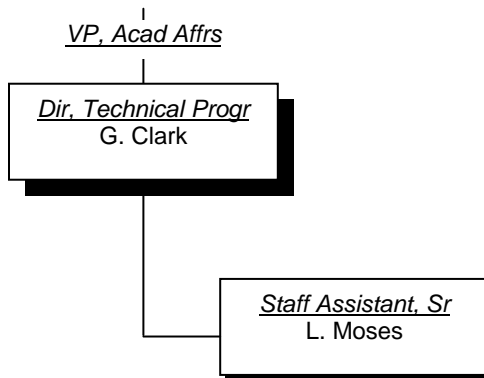 VP, Acad Affrs
Dir, Technical Progr
G. Clark
Staff Assistant, Sr
L. Moses